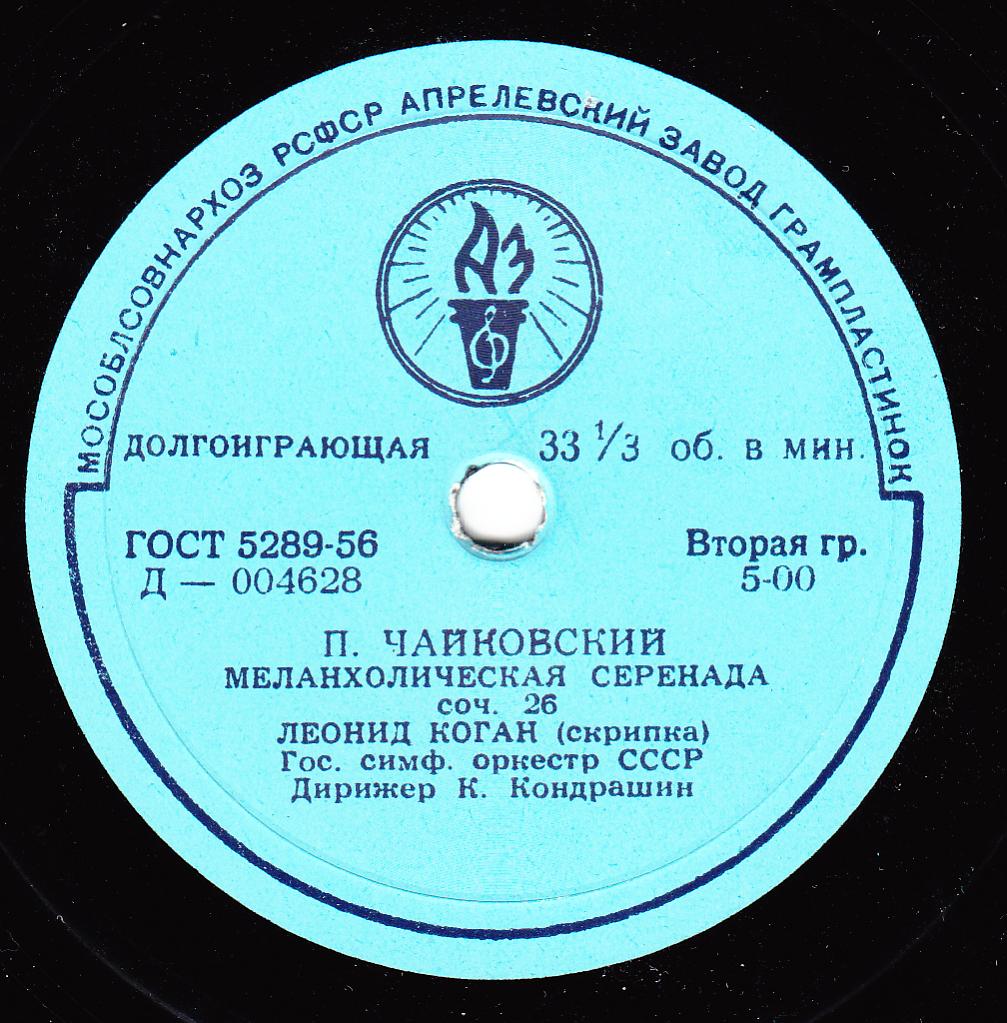 МОСОБЛСОВНАРХОЗ РСФСР АПРЕЛЕВСКИЙ ЗАВОД ГРАМПЛАСТИНОК
АЗ
ДОЛГОИГРАЮЩАЯ 33 1/3 об. в мин.
ГОСТ 5289-56 Вторая гр.
Д — 004628 5-00
П. ЧАЙКОВСКИЙ
МЕЛАНХОЛИЧЕСКАЯ СЕРЕНАДА
соч. 26
ЛЕОНИД КОГАН (скрипка)
Гос. симф. оркестр СССР
Дирижер К. Кондрашин